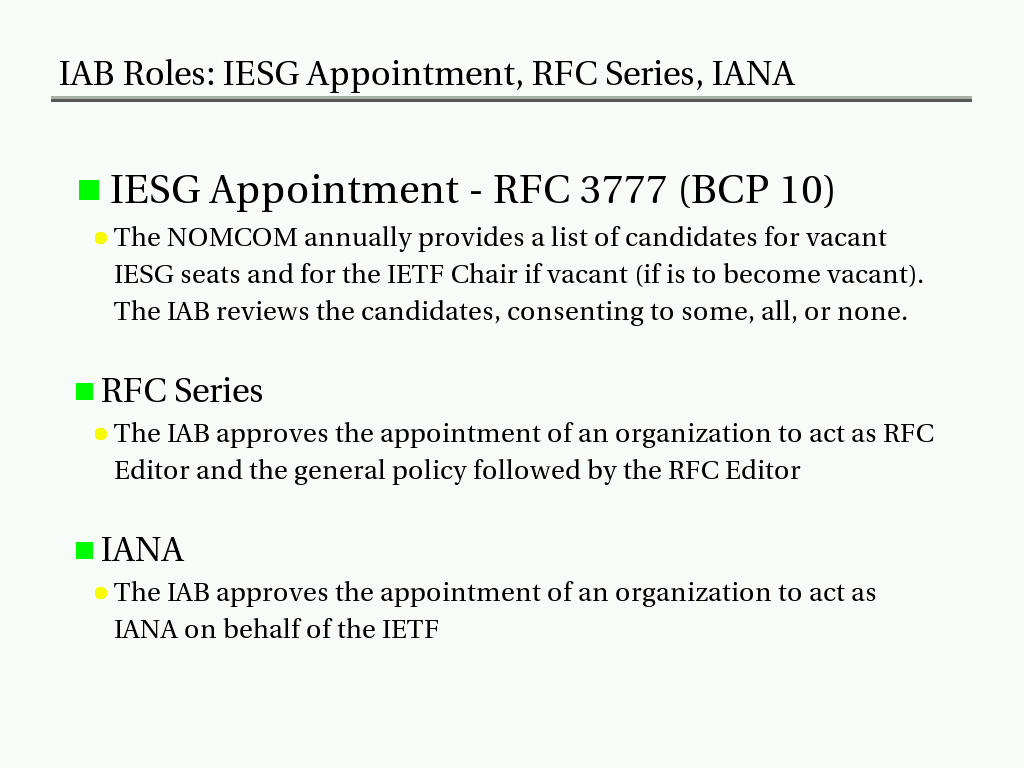 IAB Roles: IESG Appointment, RFC Series, IANA
IESG Appointment - RFC 3777 (BCP 10)
The NOMCOM annually provides a list of candidates for vacant
IESG seats and for the IETF Chair if vacant (if is to become vacant).
The IAB reviews the candidates, consenting to some, all, or none.
RFC Series
The IAB approves the appointment of an organization to act as RFC
Editor and the general policy followed by the RFC Editor
IANA
The IAB approves the appointment of an organization to act as
IANA on behalf of the IETF